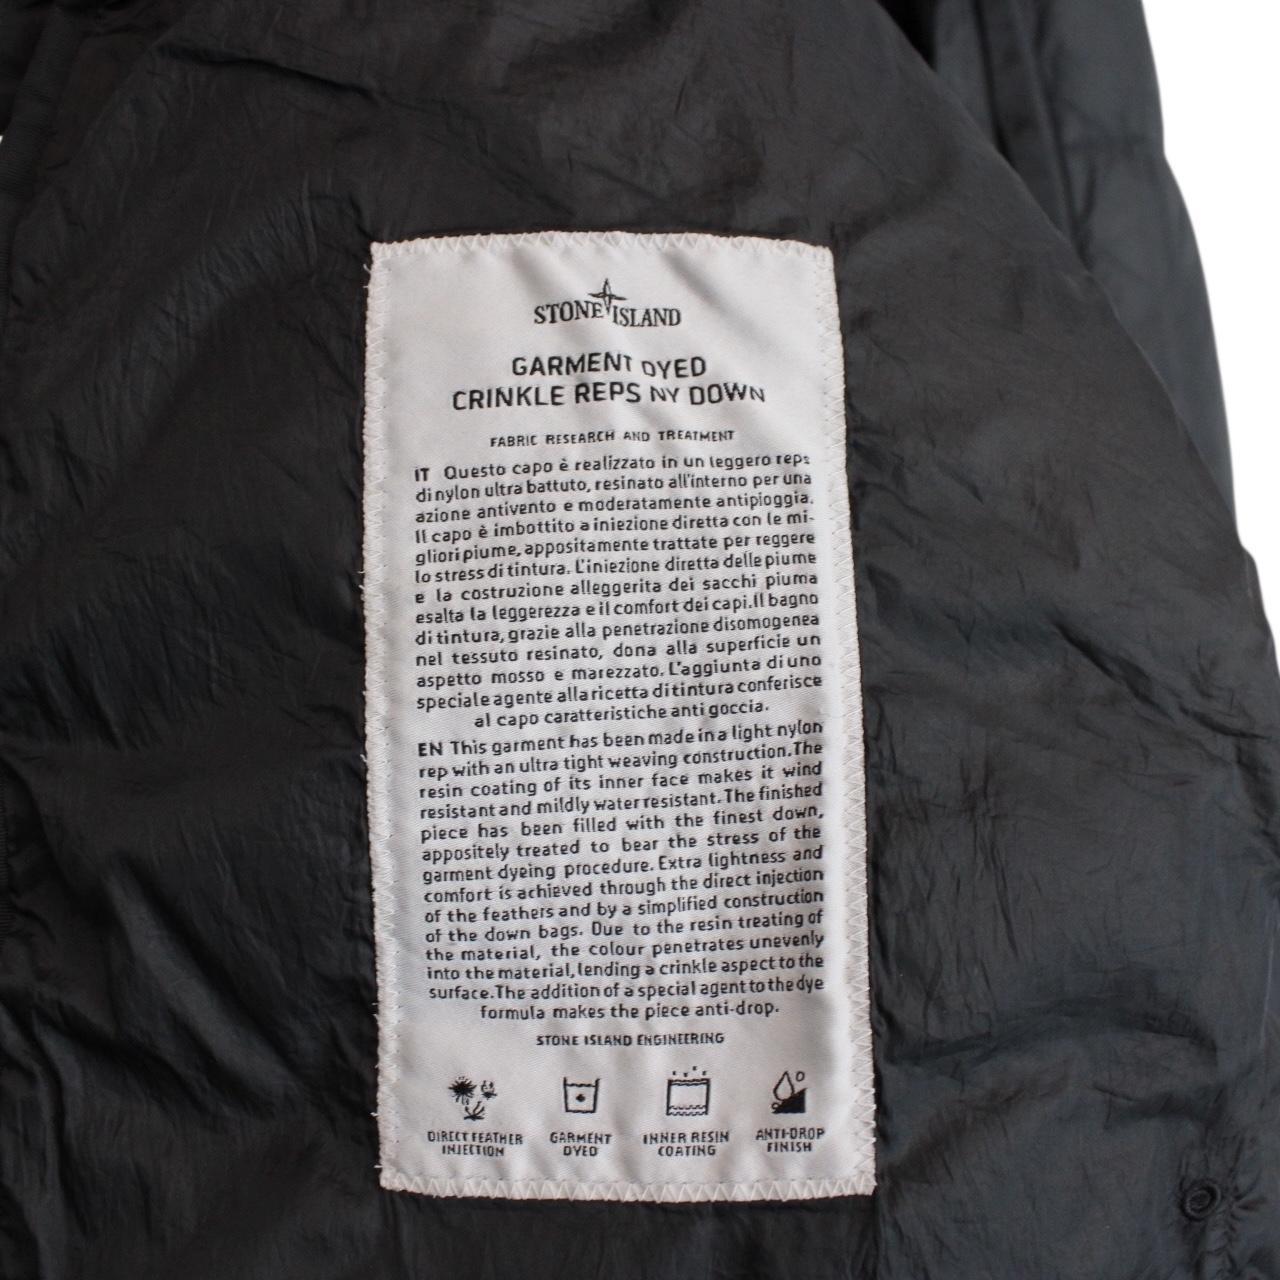 STONE ISLAND
GARMENT DYED
CRINKLE REPS NY DOWN
FABRIC RESEARCH AND TREATMENT
IT Questo capo è realizzato in un leggero reps
di nylon ultra battuto, resinato all'interno per una
azione antivento e moderatamente antipioggia.
Il capo è imbottito a iniezione diretta con le mi-
gliori piume, appositamente trattate per reggere
lo stress di tintura. L'iniezione diretta delle piume
e la costruzione alleggerita dei sacchi piuma
esalta la leggerezza e il comfort dei capi. Il bagno
di tintura, grazie alla penetrazione disomogenea
nel tessuto resinato, dona alla superficie un
aspetto mosso e marezzato. L'aggiunta di uno
speciale agente alla ricetta di tintura conferisce
al capo caratteristiche anti goccia.
EN This garment has been made in a light nylon
rep with an ultra tight weaving construction. The
resin coating of its inner face makes it wind
resistant and mildly water resistant. The finished
piece has been filled with the finest down,
appositely treated to bear the stress of the
garment dyeing procedure. Extra lightness and
comfort is achieved through the direct injection
of the feathers and by a simplified construction
of the down bags. Due to the resin treating of
the material, the colour penetrates unevenly
into the material, lending a crinkle aspect to the
surface. The addition of a special agent to the dye
formula makes the piece anti-drop.
STONE ISLAND ENGINEERING
DIRECT FEATHER
INJECTION
GARMENT
DYED
INNER RESIN
COATING
ANTI-DROP
FINISH